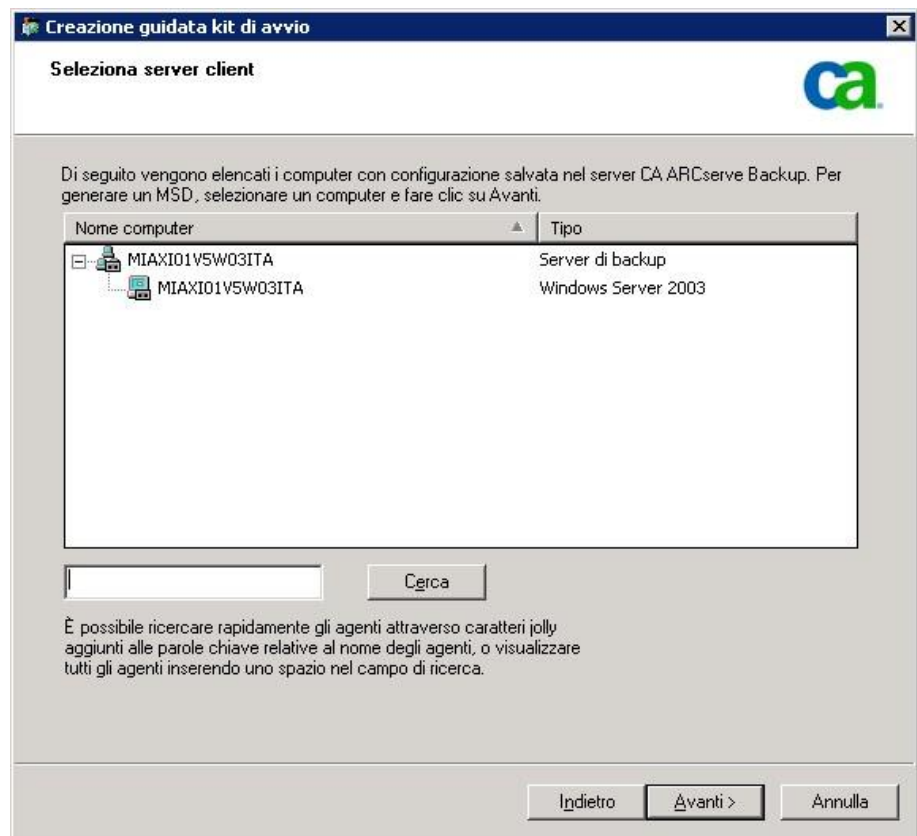 Creazione guidata kit di avvio
Seleziona server client
ca
Di seguito vengono elencati i computer con configurazione salvata nel server CA ARCserve Backup. Per
generare un MSD, selezionare un computer e fare clic su Avanti.
Nome computer Tipo
MIAXI01V5W03ITA Server di backup
MIAXI01V5W03ITA Windows Server 2003
Cerca
È possibile ricercare rapidamente gli agenti attraverso caratteri jolly
aggiunti alle parole chiave relative al nome degli agenti, o visualizzare
tutti gli agenti inserendo uno spazio nel campo di ricerca.
Indietro Avanti > Annulla